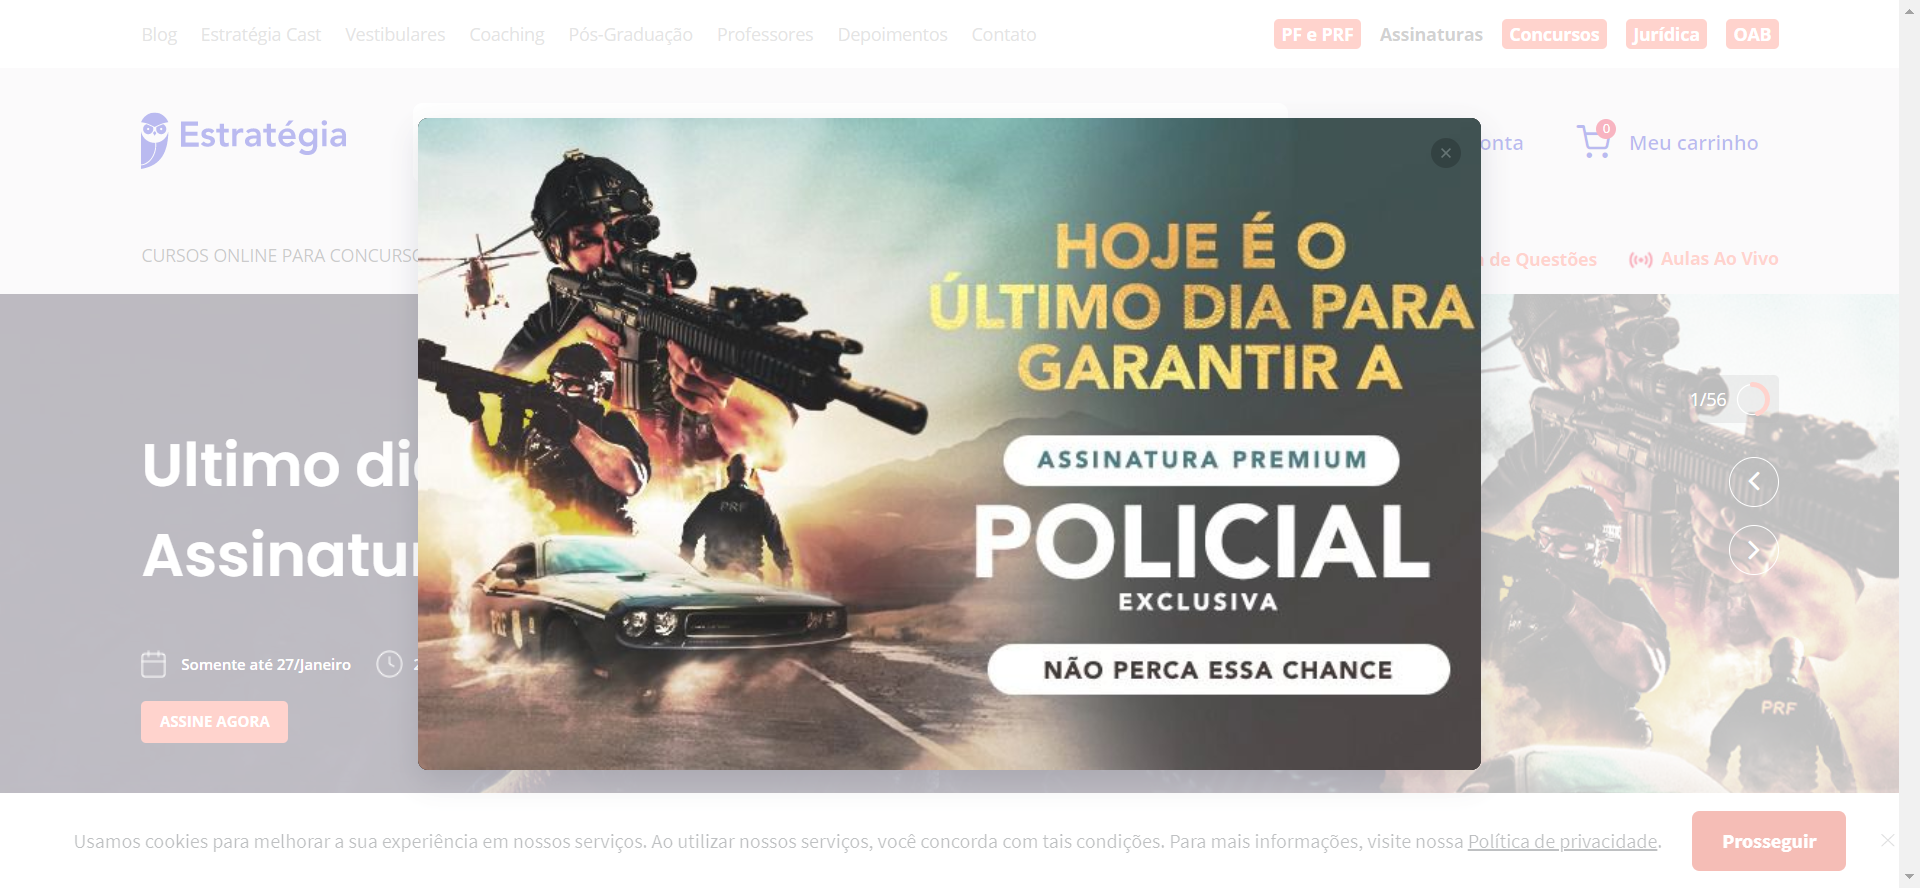 Blog Estratégia Cast Vestibulares Coaching Pós-Graduação Professores Depoimentos Contato PF e PRF Assinaturas Concursos Jurídica OAB
Estratégia
onta
0
Meu carrinho
CURSOS ONLINE PARA CONCURSO
de Questões
Aulas Ao Vivo
HOJE É O
ÚLTIMO DIA PARA
GARANTIR A
ASSINATURA PREMIUM
POLICIAL
EXCLUSIVA
NÃO PERCA ESSA CHANCE
PRF
1/56
Ultimo di
Assinatu
Somente até 27/Janeiro
ASSINE AGORA
PRF
Usamos cookies para melhorar a sua experiência em nossos serviços. Ao utilizar nossos serviços, você concorda com tais condições. Para mais informações, visite nossa Política de privacidade.
Prosseguir